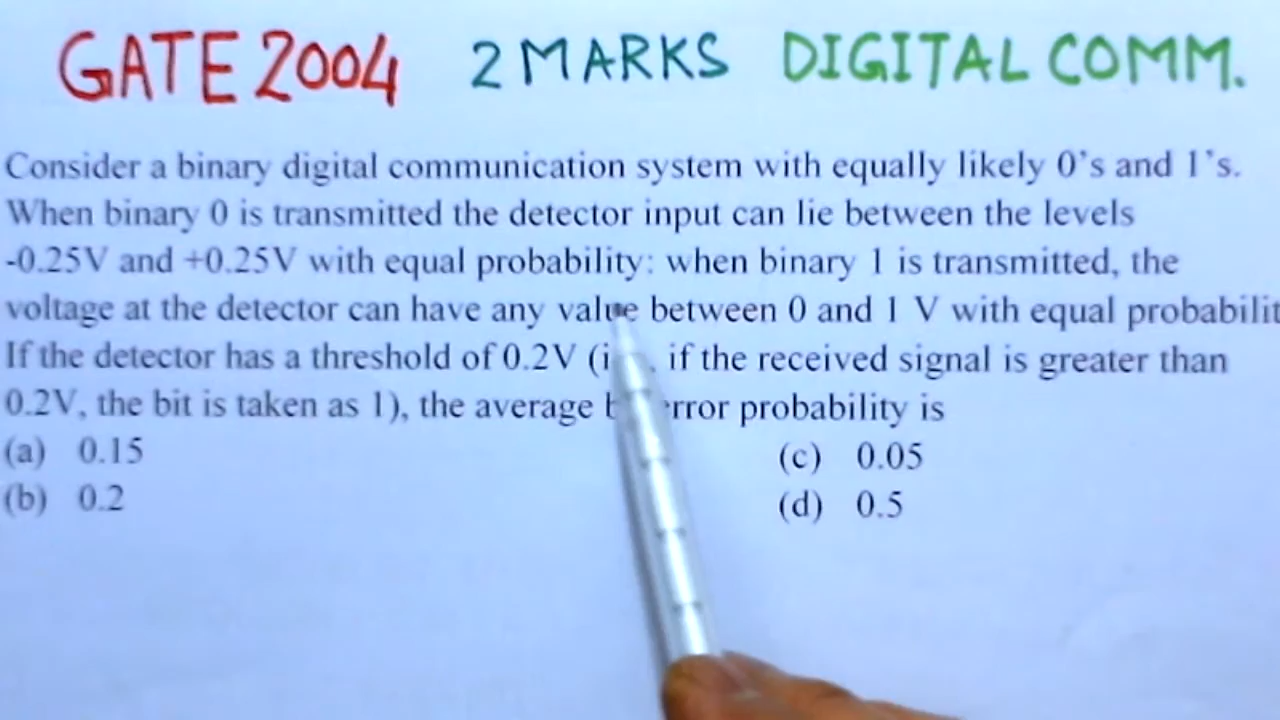 GATE 2004 2 MARKS DIGITAL COMM.
Consider a binary digital communication system with equally likely 0's and 1's.
When binary 0 is transmitted the detector input can lie between the levels
-0.25V and +0.25V with equal probability: when binary 1 is transmitted, the
voltage at the detector can have any value between 0 and 1 V with equal probabilit
If the detector has a threshold of 0.2V (i if the received signal is greater than
0.2V, the bit is taken as 1), the average rror probability is
(a) 0.15 (c) 0.05
(b) 0.2 (d) 0.5